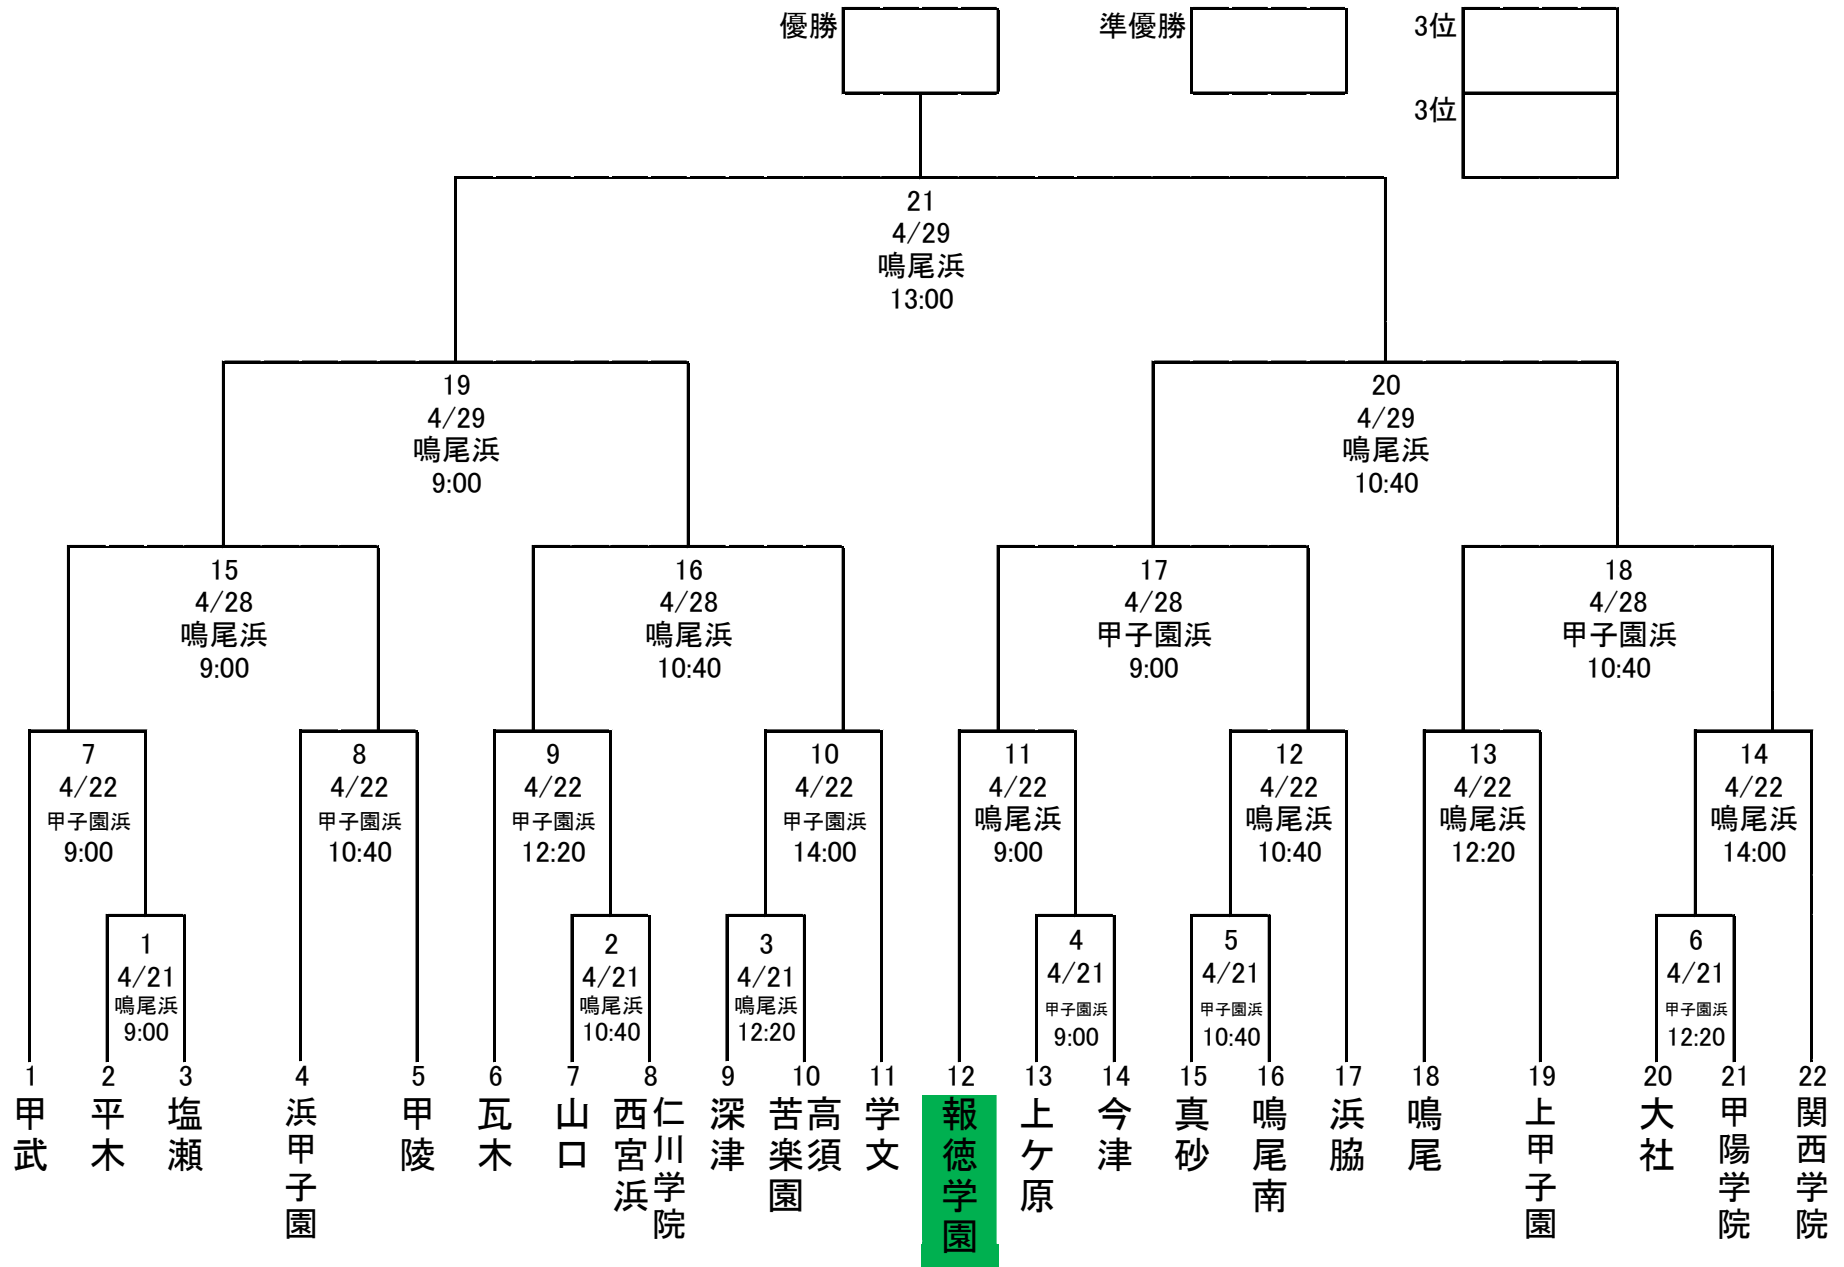 優勝
準優勝
3位
3位
21
4/29
鳴尾浜
13:00
19
4/29
鳴尾浜
9:00
20
4/29
鳴尾浜
10:40
15
4/28
鳴尾浜
9:00
16
4/28
鳴尾浜
10:40
17
4/28
甲子園浜
9:00
18
4/28
甲子園浜
10:40
7
4/22
甲子園浜
9:00
8
4/22
甲子園浜
10:40
9
4/22
甲子園浜
12:20
10
4/22
甲子園浜
14:00
11
4/22
鳴尾浜
9:00
12
4/22
鳴尾浜
10:40
13
4/22
鳴尾浜
12:20
14
4/22
鳴尾浜
14:00
1
4/21
鳴尾浜
9:00
2
4/21
鳴尾浜
10:40
3
4/21
鳴尾浜
12:20
4
4/21
甲子園浜
9:00
5
4/21
甲子園浜
10:40
6
4/21
甲子園浜
12:20
1
甲武
2
平木
3
塩瀬
4
浜甲子園
5
甲陵
6
瓦木
7
山口
8
西宮浜
仁川学院
9
深津
10
苦楽園
高須
11
学文
12
報徳学園
13
上ケ原
14
今津
15
真砂
16
鳴尾南
17
浜脇
18
鳴尾
19
上甲子園
20
大社
21
甲陽学院
22
関西学院